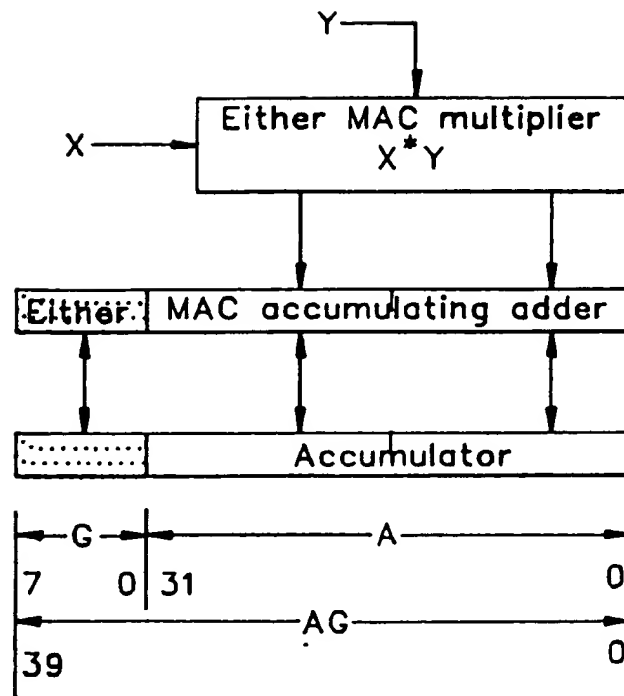 Y
Either MAC multiplier
X
X*Y
Either MAC accumulating adder
Accumulator
G A
7 0 31 0
AG
39 0